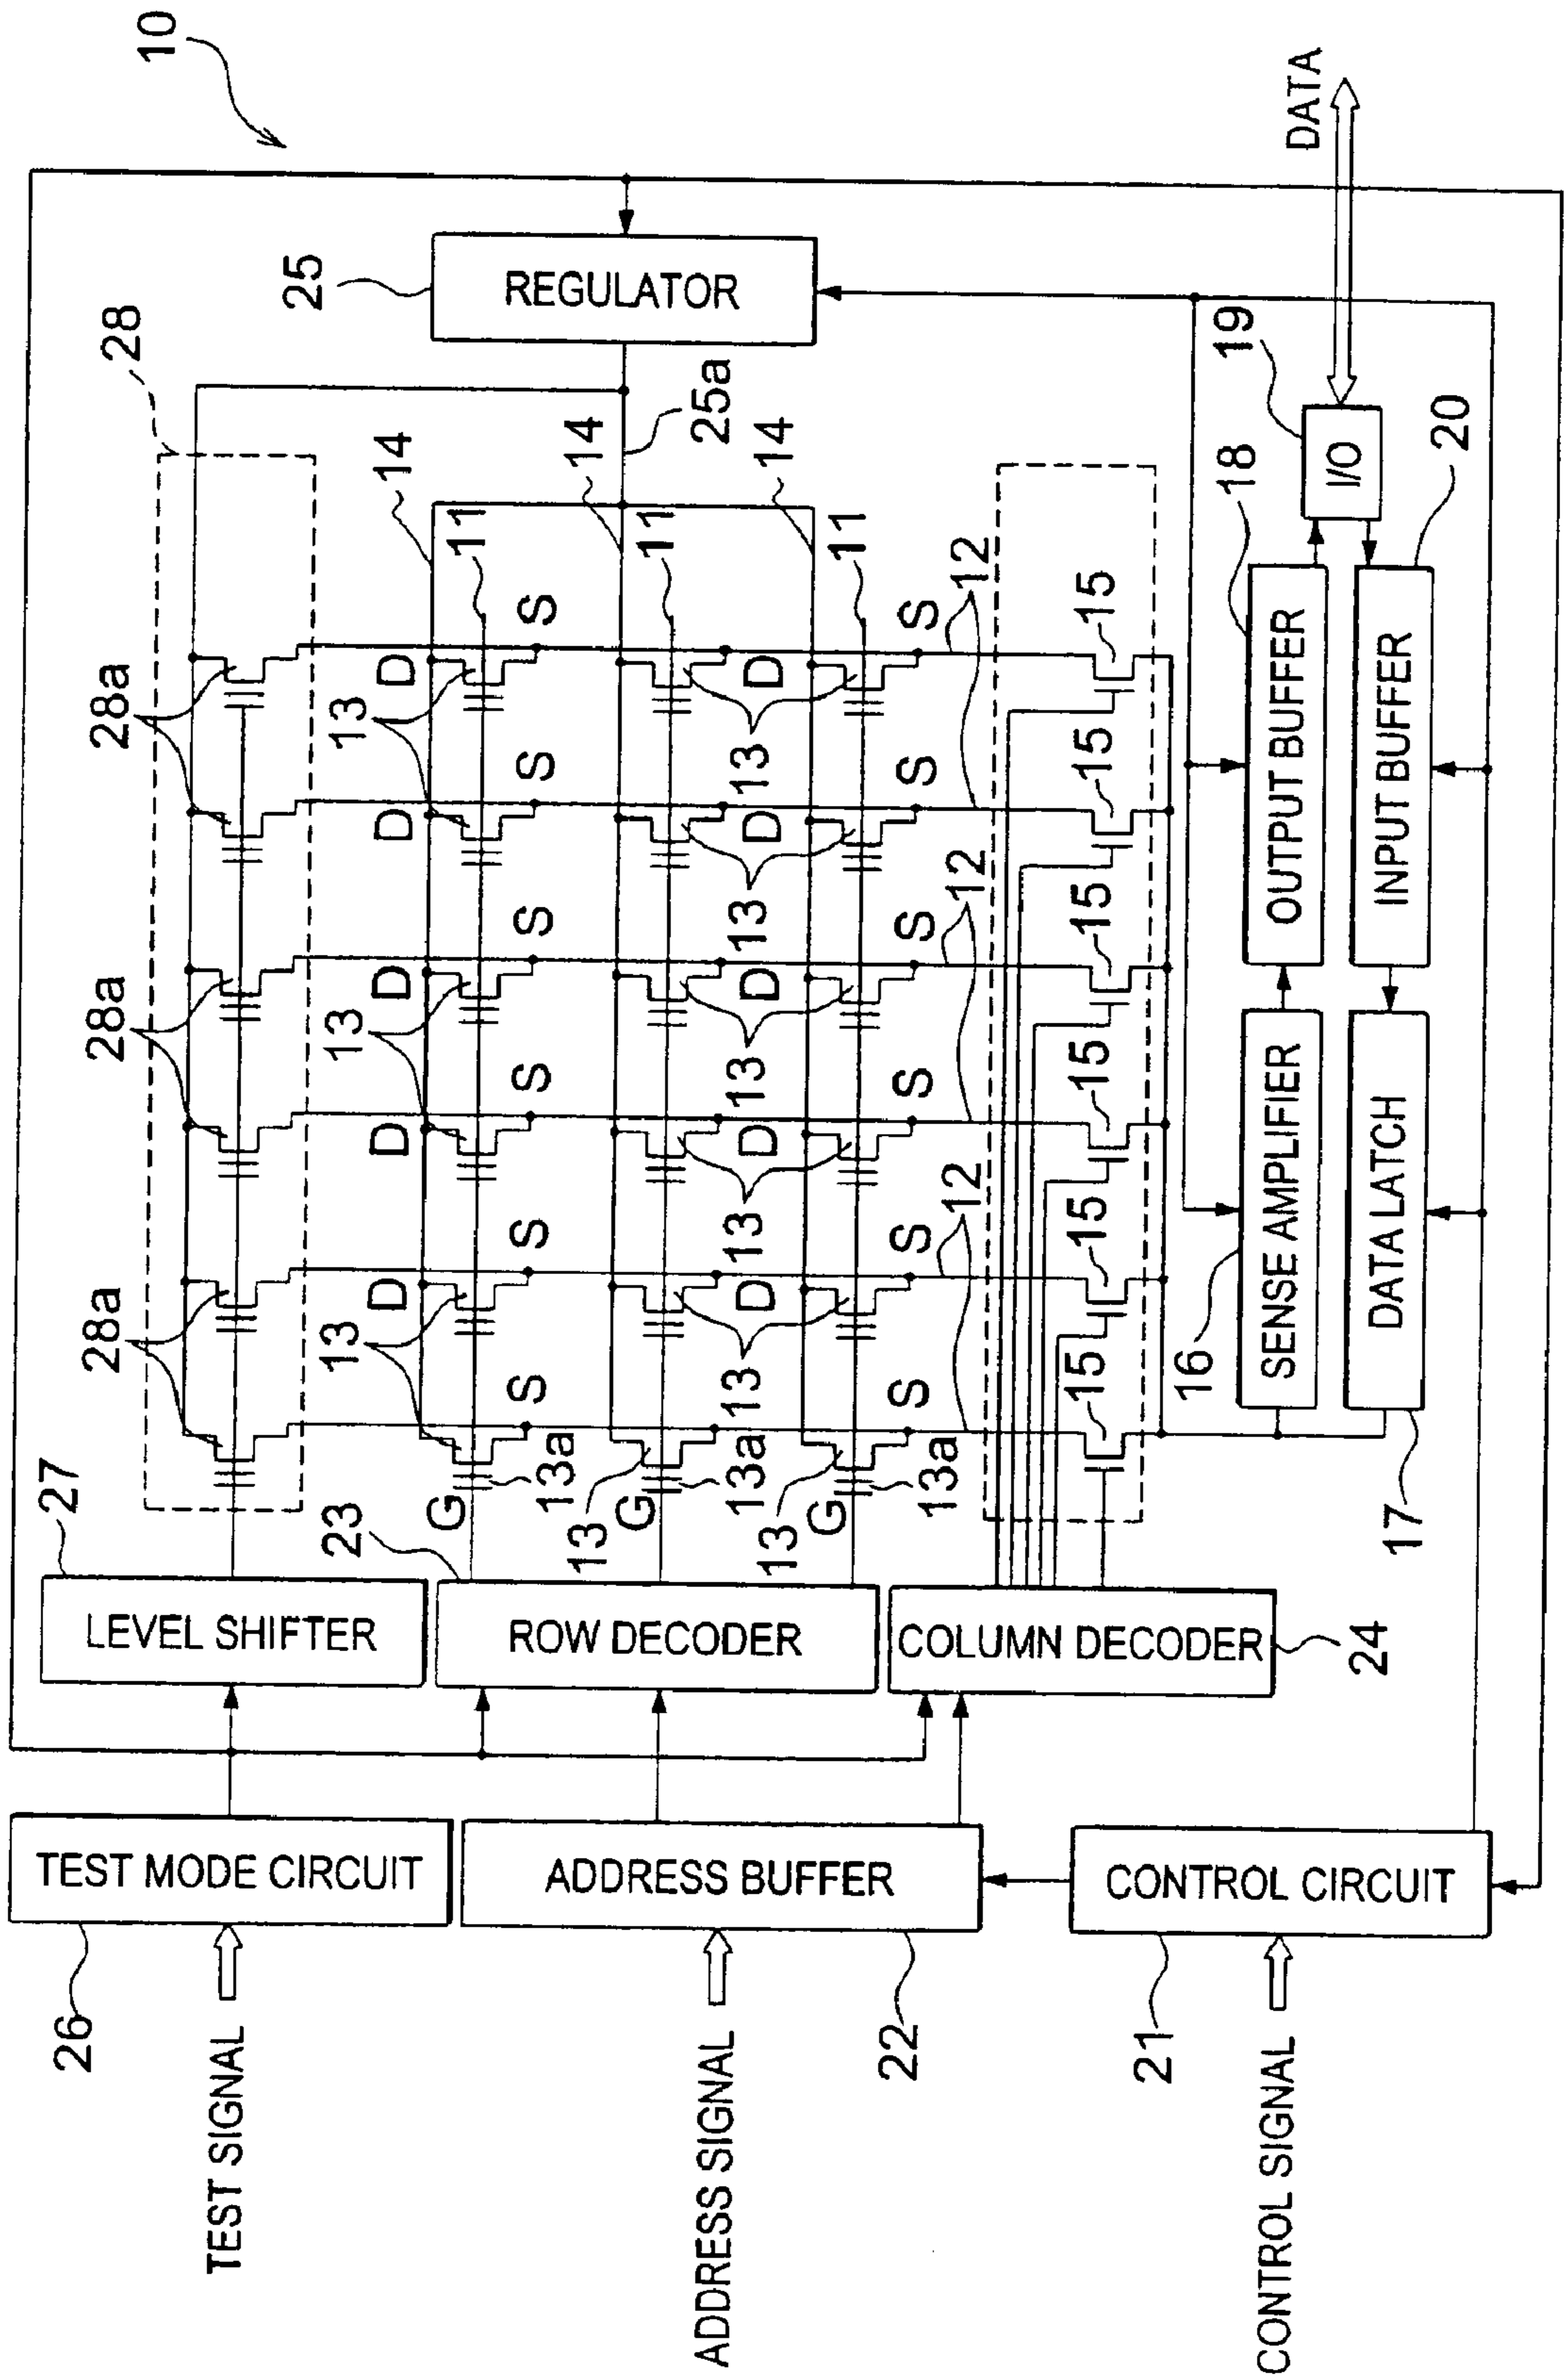 10
26
TEST SIGNAL
TEST MODE CIRCUIT
27
LEVEL SHIFTER
28a
28a
28a
28
25
REGULATOR
23
ROW DECODER
13
13
13
D
D
D
D
D
14
G
11
S
S
S
S
S
S
13a
13
14
G
11
25a
13a
13
13
13
13
13
D
D
D
D
D
13
14
G
11
S
S
S
S
S
S
13a
12
12
12
ADDRESS SIGNAL
ADDRESS BUFFER
22
COLUMN DECODER
24
15
15
15
15
15
15
16
SENSE AMPLIFIER
18
OUTPUT BUFFER
19
I/O
DATA
CONTROL SIGNAL
21
CONTROL CIRCUIT
17
DATA LATCH
INPUT BUFFER
20